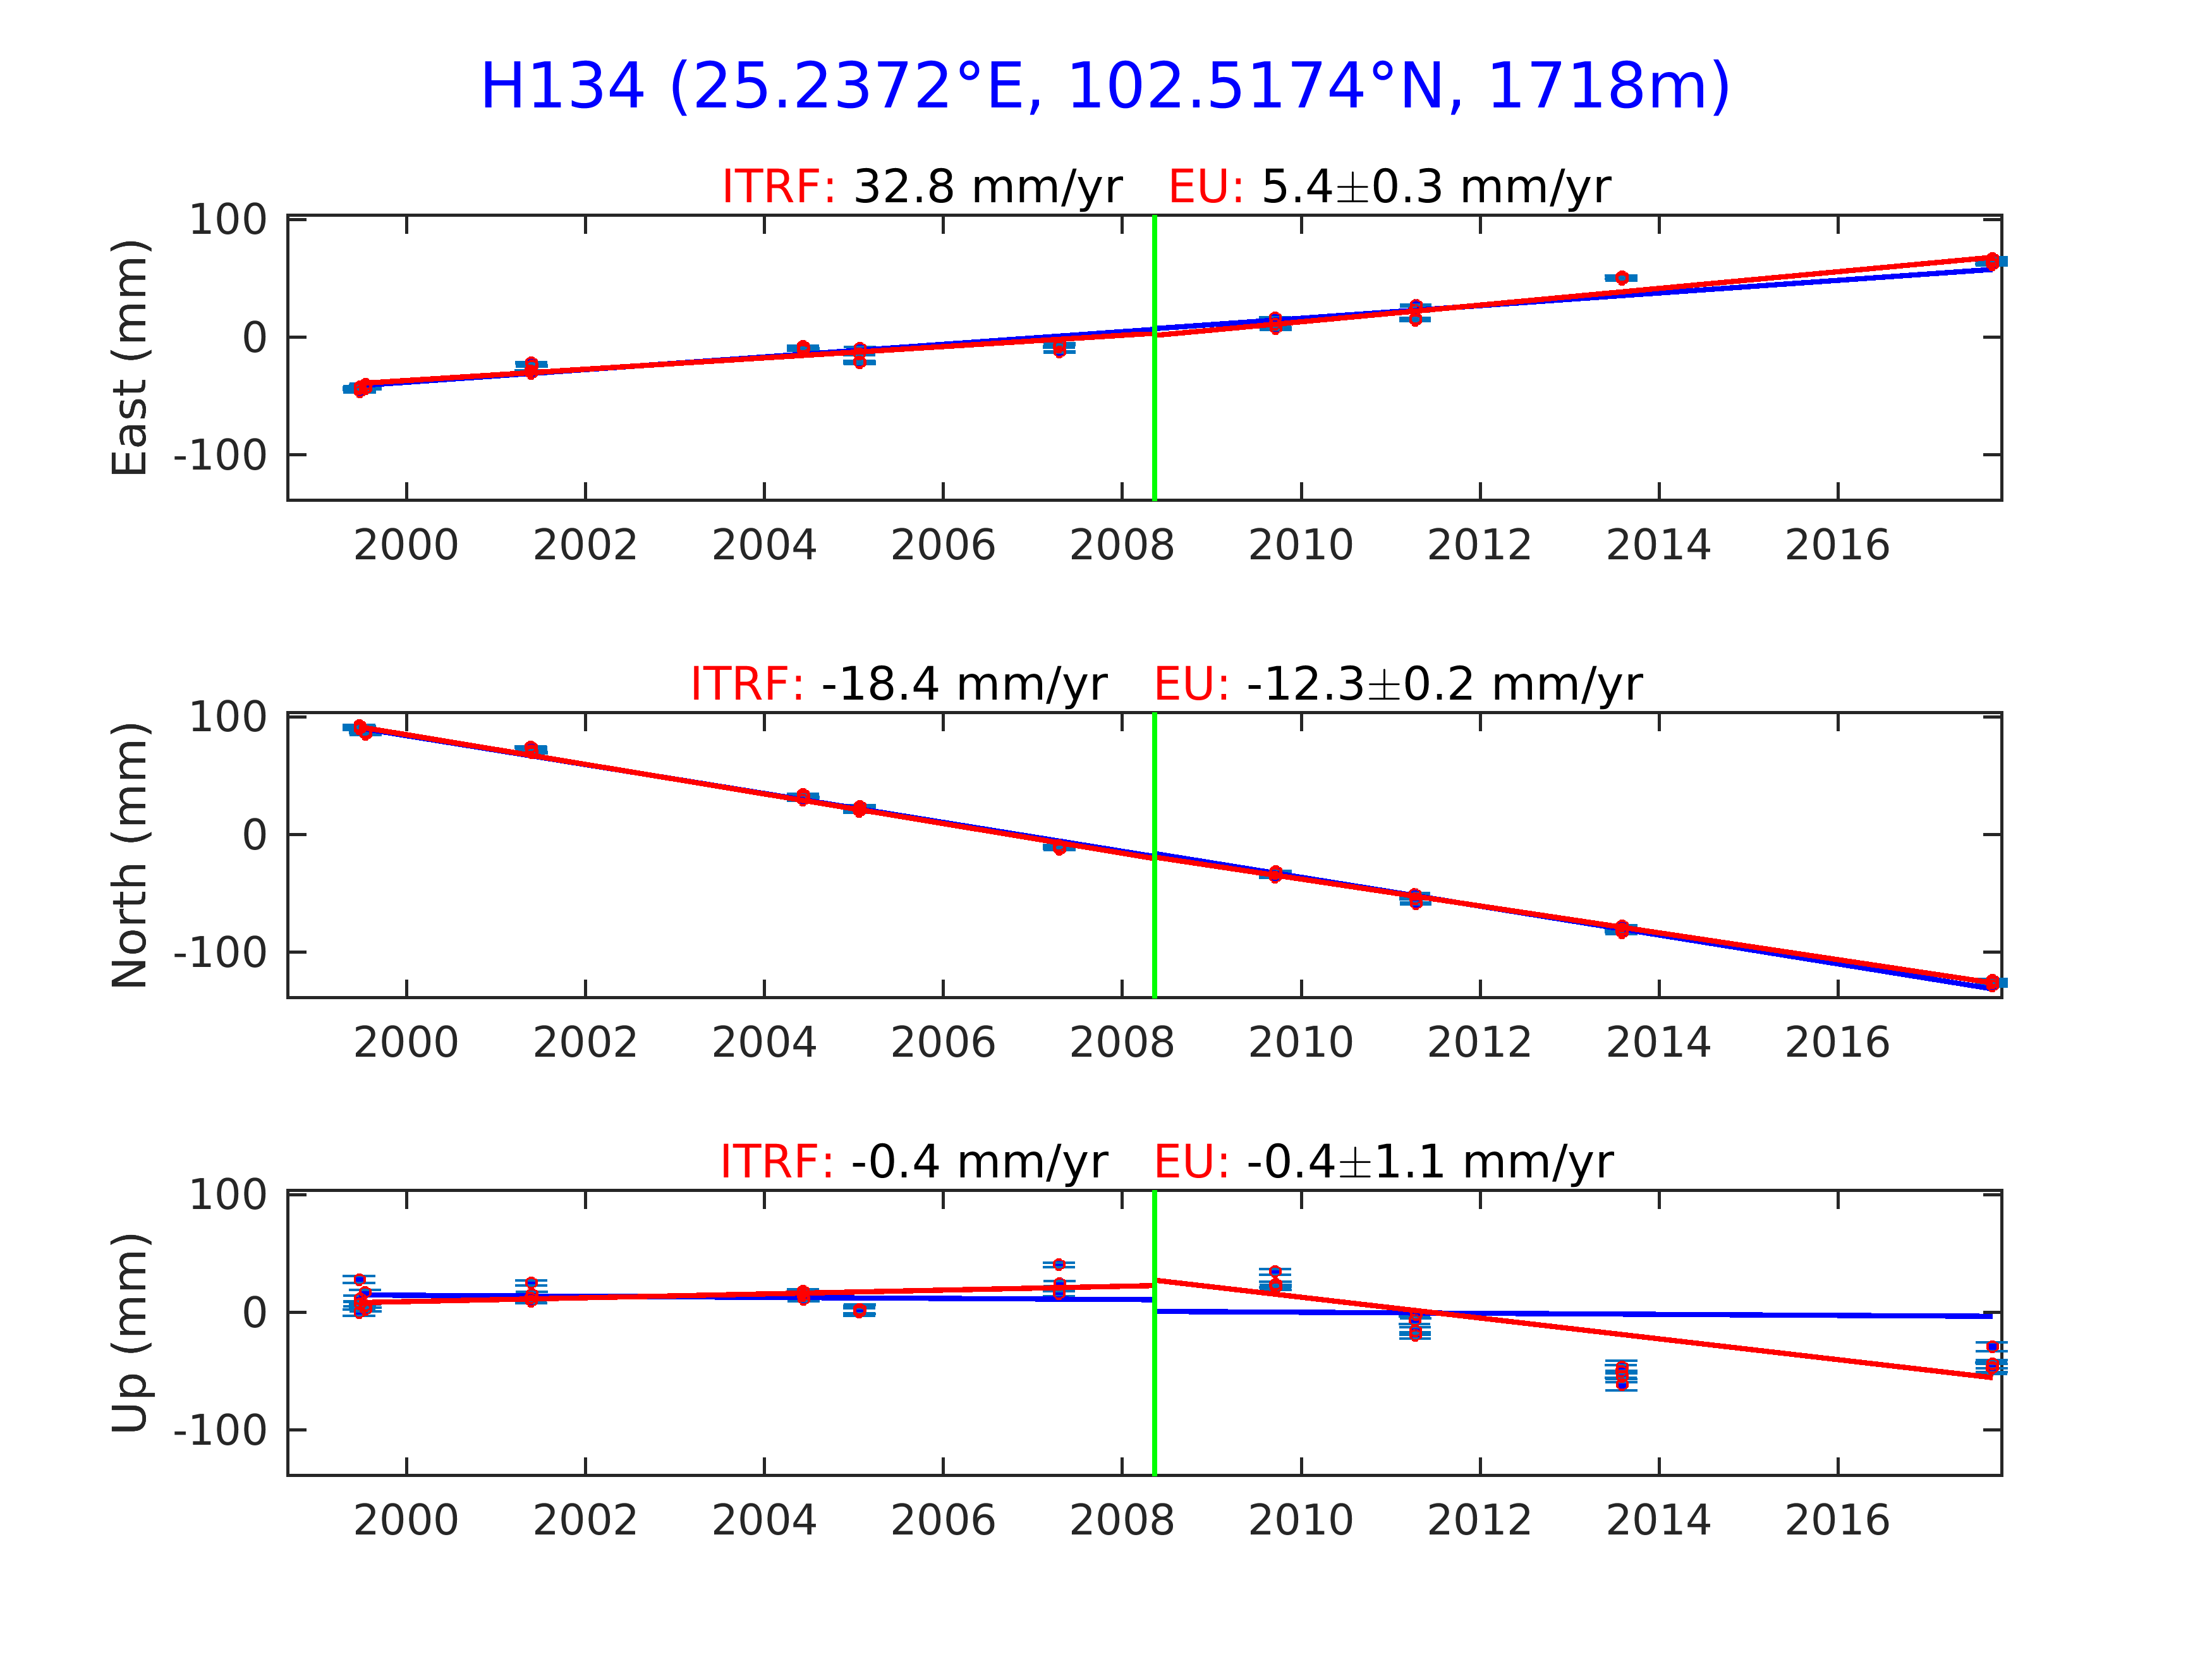 H134 (25.2372°E, 102.5174°N, 1718m)
ITRF: 32.8 mm/yr EU: 5.4±0.3 mm/yr
East (mm)
100
0
-100
2000 2002 2004 2006 2008 2010 2012 2014 2016
ITRF: -18.4 mm/yr EU: -12.3±0.2 mm/yr
North (mm)
100
0
-100
2000 2002 2004 2006 2008 2010 2012 2014 2016
ITRF: -0.4 mm/yr EU: -0.4±1.1 mm/yr
Up (mm)
100
0
-100
2000 2002 2004 2006 2008 2010 2012 2014 2016